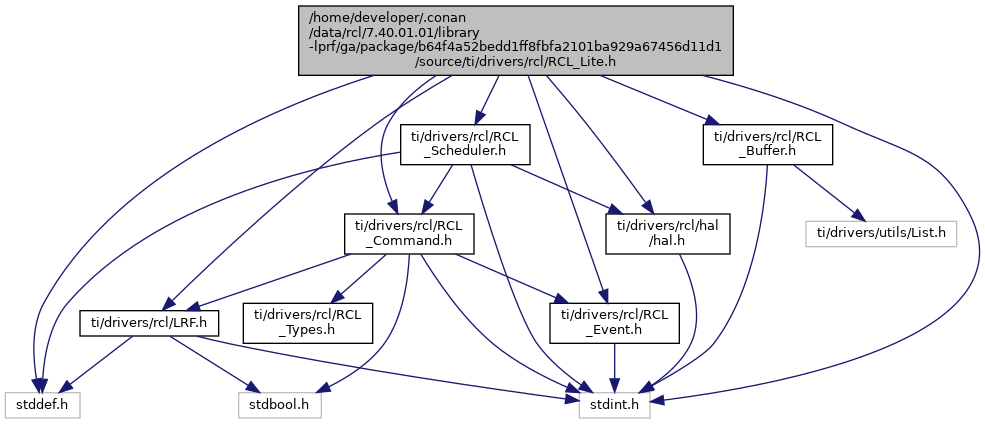 /home/developer/.conan
/data/rcl/7.40.01.01/library
-lprf/ga/package/b64f4a52bedd1ff8fbfa2101ba929a67456d11d1
/source/ti/drivers/rcl/RCL_Lite.h
ti/drivers/rcl/RCL
_Scheduler.h
ti/drivers/rcl/RCL
_Buffer.h
ti/drivers/rcl/RCL
_Command.h
ti/drivers/rcl/hal
/hal.h
ti/drivers/utils/List.h
ti/drivers/rcl/LRF.h
ti/drivers/rcl/RCL
_Types.h
ti/drivers/rcl/RCL
_Event.h
stddef.h
stdbool.h
stdint.h